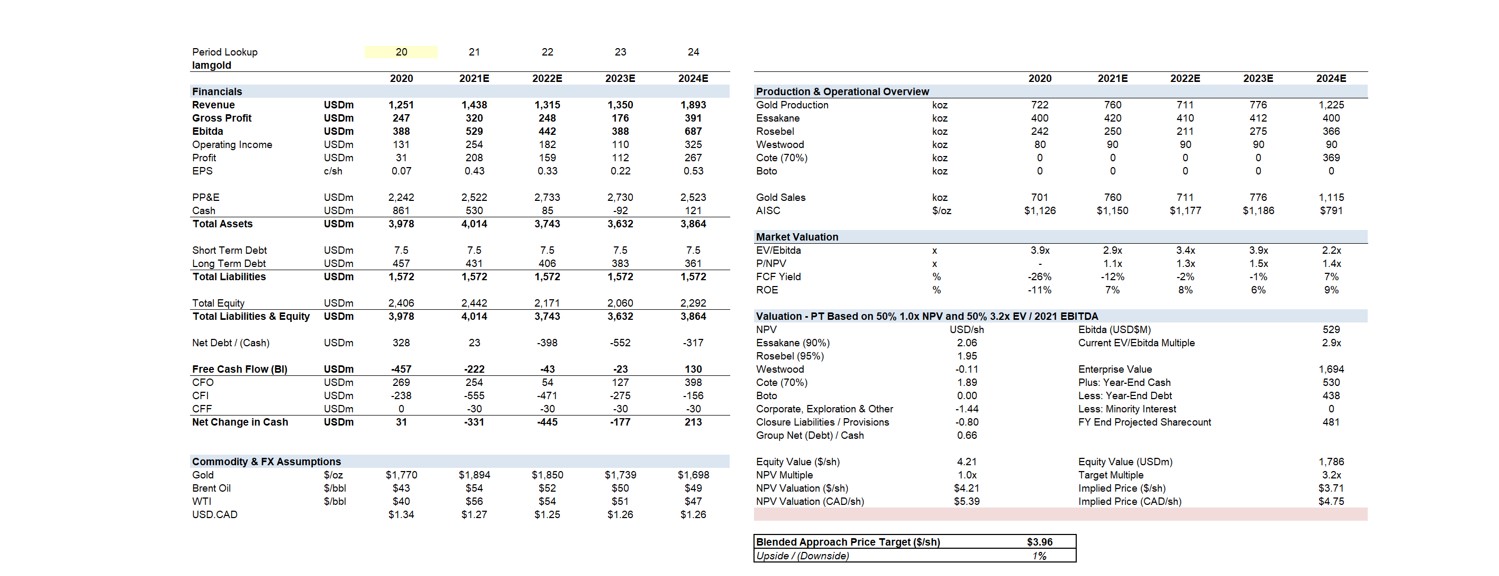 Period Lookup 20 21 22 23 24
Iamgold
2020 2021E 2022E 2023E 2024E
Financials
Revenue USDm 1,251 1,438 1,315 1,350 1,893
Gross Profit USDm 247 320 248 176 391
Ebitda USDm 388 529 442 388 687
Operating Income USDm 131 254 182 110 325
Profit USDm 31 208 159 112 267
EPS c/sh 0.07 0.43 0.33 0.22 0.53
PP&E USDm 2,242 2,522 2,733 2,730 2,523
Cash USDm 861 530 85 -92 121
Total Assets USDm 3,978 4,014 3,743 3,632 3,864
Short Term Debt USDm 7.5 7.5 7.5 7.5 7.5
Long Term Debt USDm 457 431 406 383 361
Total Liabilities USDm 1,572 1,572 1,572 1,572 1,572
Total Equity USDm 2,406 2,442 2,171 2,060 2,292
Total Liabilities & Equity USDm 3,978 4,014 3,743 3,632 3,864
Net Debt / (Cash) USDm 328 23 -398 -552 -317
Free Cash Flow (BI) USDm -457 -222 -43 -23 130
CFO USDm 269 254 54 127 398
CFI USDm -238 -555 -471 -275 -156
CFF USDm 0 -30 -30 -30 -30
Net Change in Cash USDm 31 -331 -445 -177 213
Commodity & FX Assumptions
Gold $/oz $1,770 $1,894 $1,850 $1,739 $1,698
Brent Oil $/bbl $43 $54 $52 $50 $49
WTI $/bbl $40 $56 $54 $51 $47
USD.CAD $1.34 $1.27 $1.25 $1.26 $1.26
2020 2021E 2022E 2023E 2024E
Production & Operational Overview
Gold Production koz 722 760 711 776 1,225
Essakane koz 400 420 410 412 400
Rosebel koz 242 250 211 275 366
Westwood koz 80 90 90 90 90
Cote (70%) koz 0 0 0 0 369
Boto koz 0 0 0 0 0
Gold Sales koz 701 760 711 776 1,115
AISC $/oz $1,126 $1,150 $1,177 $1,186 $791
Market Valuation
EV/Ebitda x 3.9x 2.9x 3.4x 3.9x 2.2x
P/NPV x - 1.1x 1.3x 1.5x 1.4x
FCF Yield % -26% -12% -2% -1% 7%
ROE % -11% 7% 8% 6% 9%
Valuation - PT Based on 50% 1.0x NPV and 50% 3.2x EV / 2021 EBITDA
NPV USD/sh Ebitda (USD$M) 529
Essakane (90%) 2.06 Current EV/Ebitda Multiple 2.9x
Rosebel (95%) 1.95
Westwood -0.11 Enterprise Value 1,694
Cote (70%) 1.89 Plus: Year-End Cash 530
Boto 0.00 Less: Year-End Debt 438
Corporate, Exploration & Other -1.44 Less: Minority Interest 0
Closure Liabilities / Provisions -0.80 FY End Projected Sharecount 481
Group Net (Debt) / Cash 0.66
Equity Value ($/sh) 4.21 Equity Value (USDm) 1,786
NPV Multiple 1.0x Target Multiple 3.2x
NPV Valuation ($/sh) $4.21 Implied Price ($/sh) $3.71
NPV Valuation (CAD/sh) $5.39 Implied Price (CAD/sh) $4.75
Blended Approach Price Target ($/sh) $3.96
Upside / (Downside) 1%